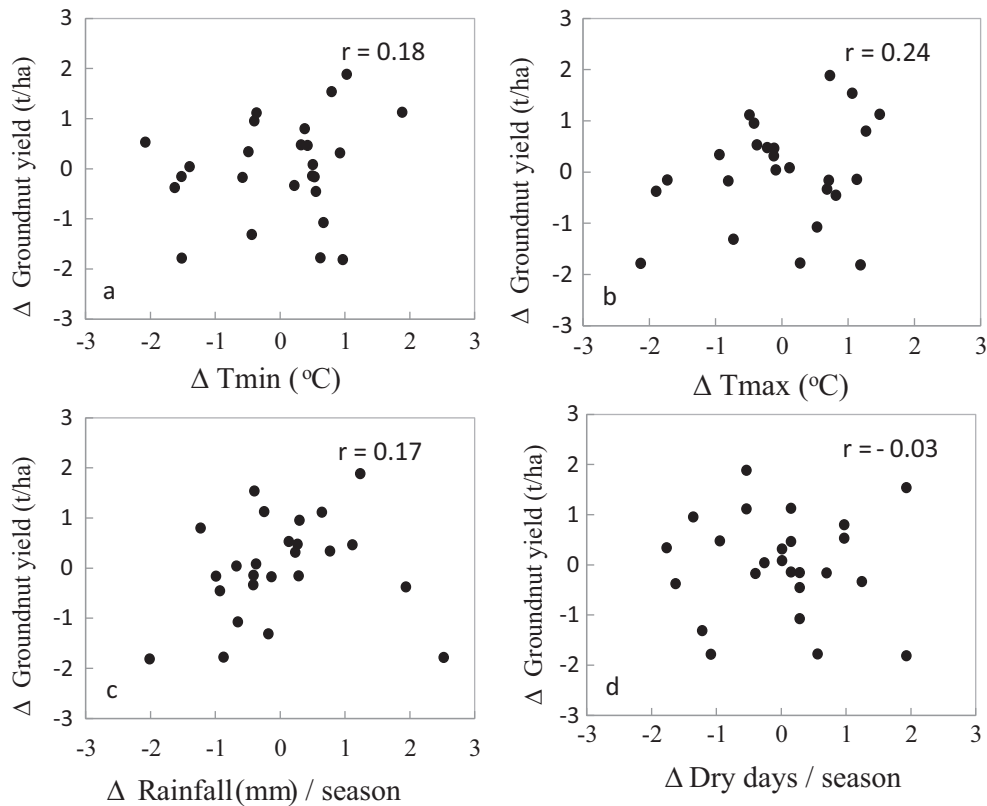 3
2
1
0
-1
-2
-3
Δ Groundnut yield (t/ha)
r = 0.18
a
-3 -2 -1 0 1 2 3
Δ Tmin (ºC)
3
2
1
0
-1
-2
-3
Δ Groundnut yield (t/ha)
r = 0.24
b
-3 -2 -1 0 1 2 3
Δ Tmax (ºC)
3
2
1
0
-1
-2
-3
Δ Groundnut yield (t/ha)
r = 0.17
c
-3 -2 -1 0 1 2 3
Δ Rainfall(mm) / season
3
2
1
0
-1
-2
-3
Δ Groundnut yield (t/ha)
r = - 0.03
d
-3 -2 -1 0 1 2 3
Δ Dry days / season